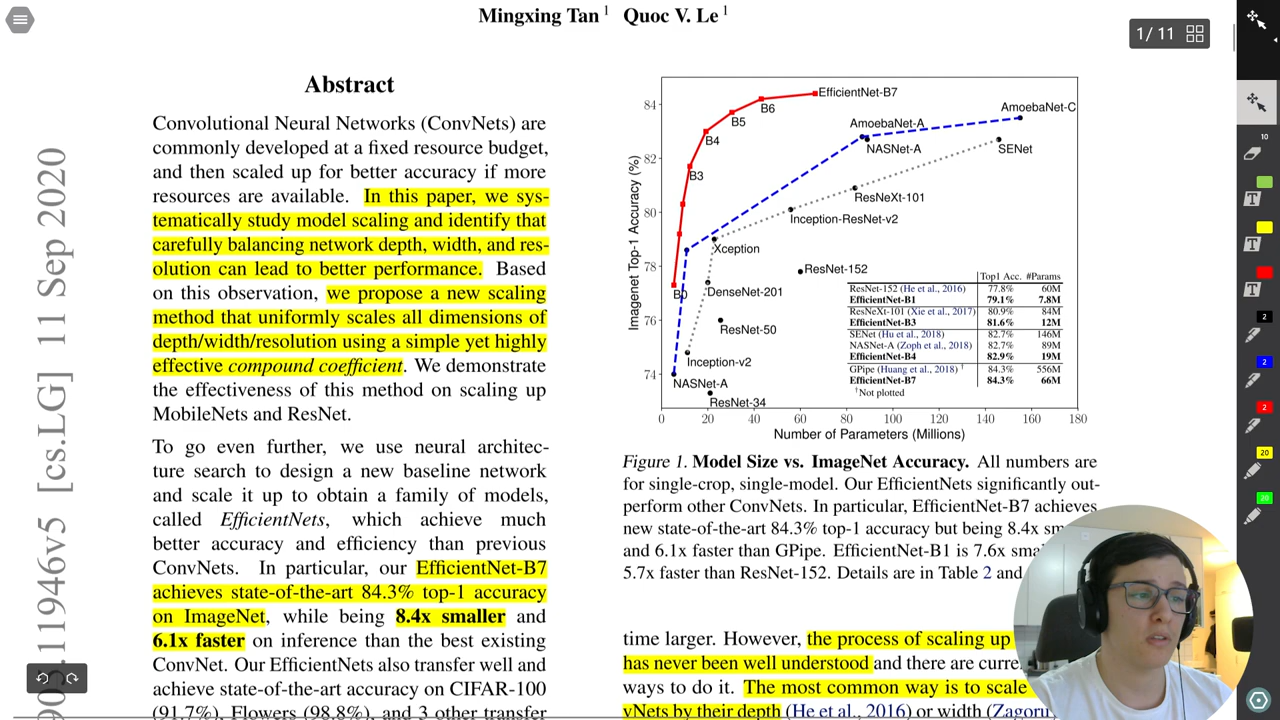 Mingxing Tan 1 Quoc V. Le 1
1 / 11
Abstract
Convolutional Neural Networks (ConvNets) are
commonly developed at a fixed resource budget,
and then scaled up for better accuracy if more
resources are available. In this paper, we sys-
tematically study model scaling and identify that
carefully balancing network depth, width, and res-
olution can lead to better performance. Based
on this observation, we propose a new scaling
method that uniformly scales all dimensions of
depth/width/resolution using a simple yet highly
effective compound coefficient. We demonstrate
the effectiveness of this method on scaling up
MobileNets and ResNet.
To go even further, we use neural architec-
ture search to design a new baseline network
and scale it up to obtain a family of models,
called EfficientNets, which achieve much
better accuracy and efficiency than previous
ConvNets. In particular, our EfficientNet-B7
achieves state-of-the-art 84.3% top-1 accuracy
on ImageNet, while being 8.4x smaller and
6.1x faster on inference than the best existing
ConvNet. Our EfficientNets also transfer well and
achieve state-of-the-art accuracy on CIFAR-100
(91.7%), Flowers (98.8%), and 3 other transfer
.11946v5 [cs.LG] 11 Sep 2020
Imagenet Top-1 Accuracy (%)
84
82
80
78
76
74
0 20 40 60 80 100 120 140 160 180
Number of Parameters (Millions)
EfficientNet-B7
B6
B5
B4
B3
B0
AmoebaNet-C
AmoebaNet-A
NASNet-A
SENet
ResNeXt-101
Inception-ResNet-v2
Xception
ResNet-152
DenseNet-201
ResNet-50
Inception-v2
NASNet-A
ResNet-34
Top1 Acc. #Params
ResNet-152 (He et al., 2016) 77.8% 60M
EfficientNet-B1 79.1% 7.8M
ResNeXt-101 (Xie et al., 2017) 80.9% 84M
EfficientNet-B3 81.6% 12M
SENet (Hu et al., 2018) 82.7% 146M
NASNet-A (Zoph et al., 2018) 82.7% 89M
EfficientNet-B4 82.9% 19M
GPipe (Huang et al., 2018) † 84.3% 556M
EfficientNet-B7 84.3% 66M
†Not plotted
Figure 1. Model Size vs. ImageNet Accuracy. All numbers are
for single-crop, single-model. Our EfficientNets significantly out-
perform other ConvNets. In particular, EfficientNet-B7 achieves
new state-of-the-art 84.3% top-1 accuracy but being 8.4x
and 6.1x faster than GPipe. EfficientNet-B1 is 7.6x
5.7x faster than ResNet-152. Details are in Table 2 and
time larger. However, the process of scaling up
has never been well understood and there are
ways to do it. The most common way is to scale
vNets by their depth (He et al., 2016) or width
10
T
T
T
2
2
2
20
30